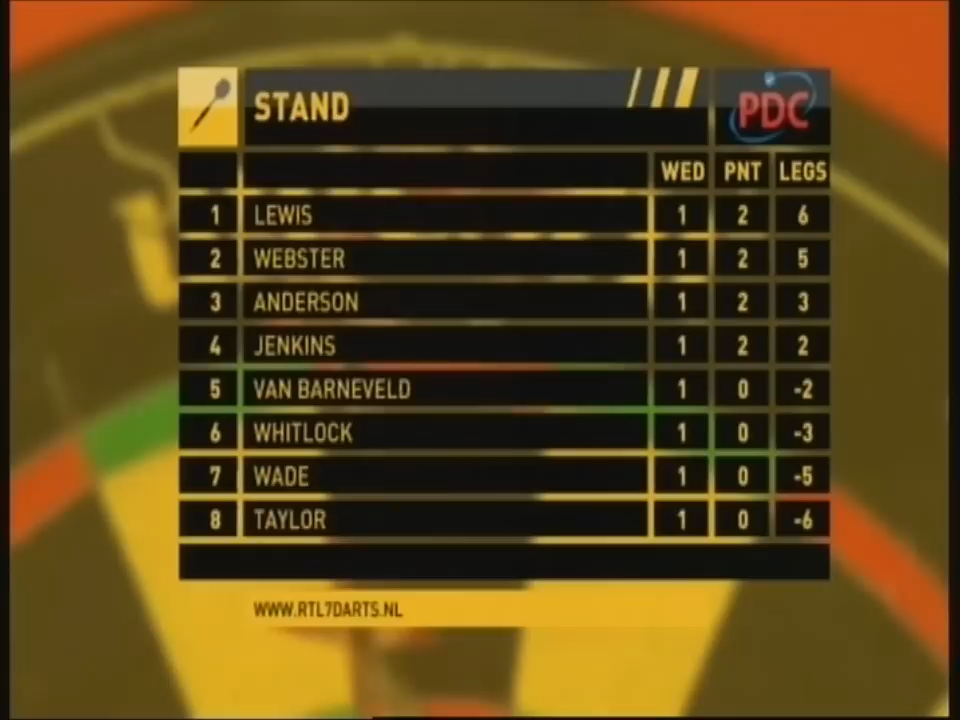 STAND
PDC
WED PNT LEGS
1 LEWIS 1 2 6
2 WEBSTER 1 2 5
3 ANDERSON 1 2 3
4 JENKINS 1 2 2
5 VAN BARNEVELD 1 0 -2
6 WHITLOCK 1 0 -3
7 WADE 1 0 -5
8 TAYLOR 1 0 -6
WWW.RTL7DARTS.NL